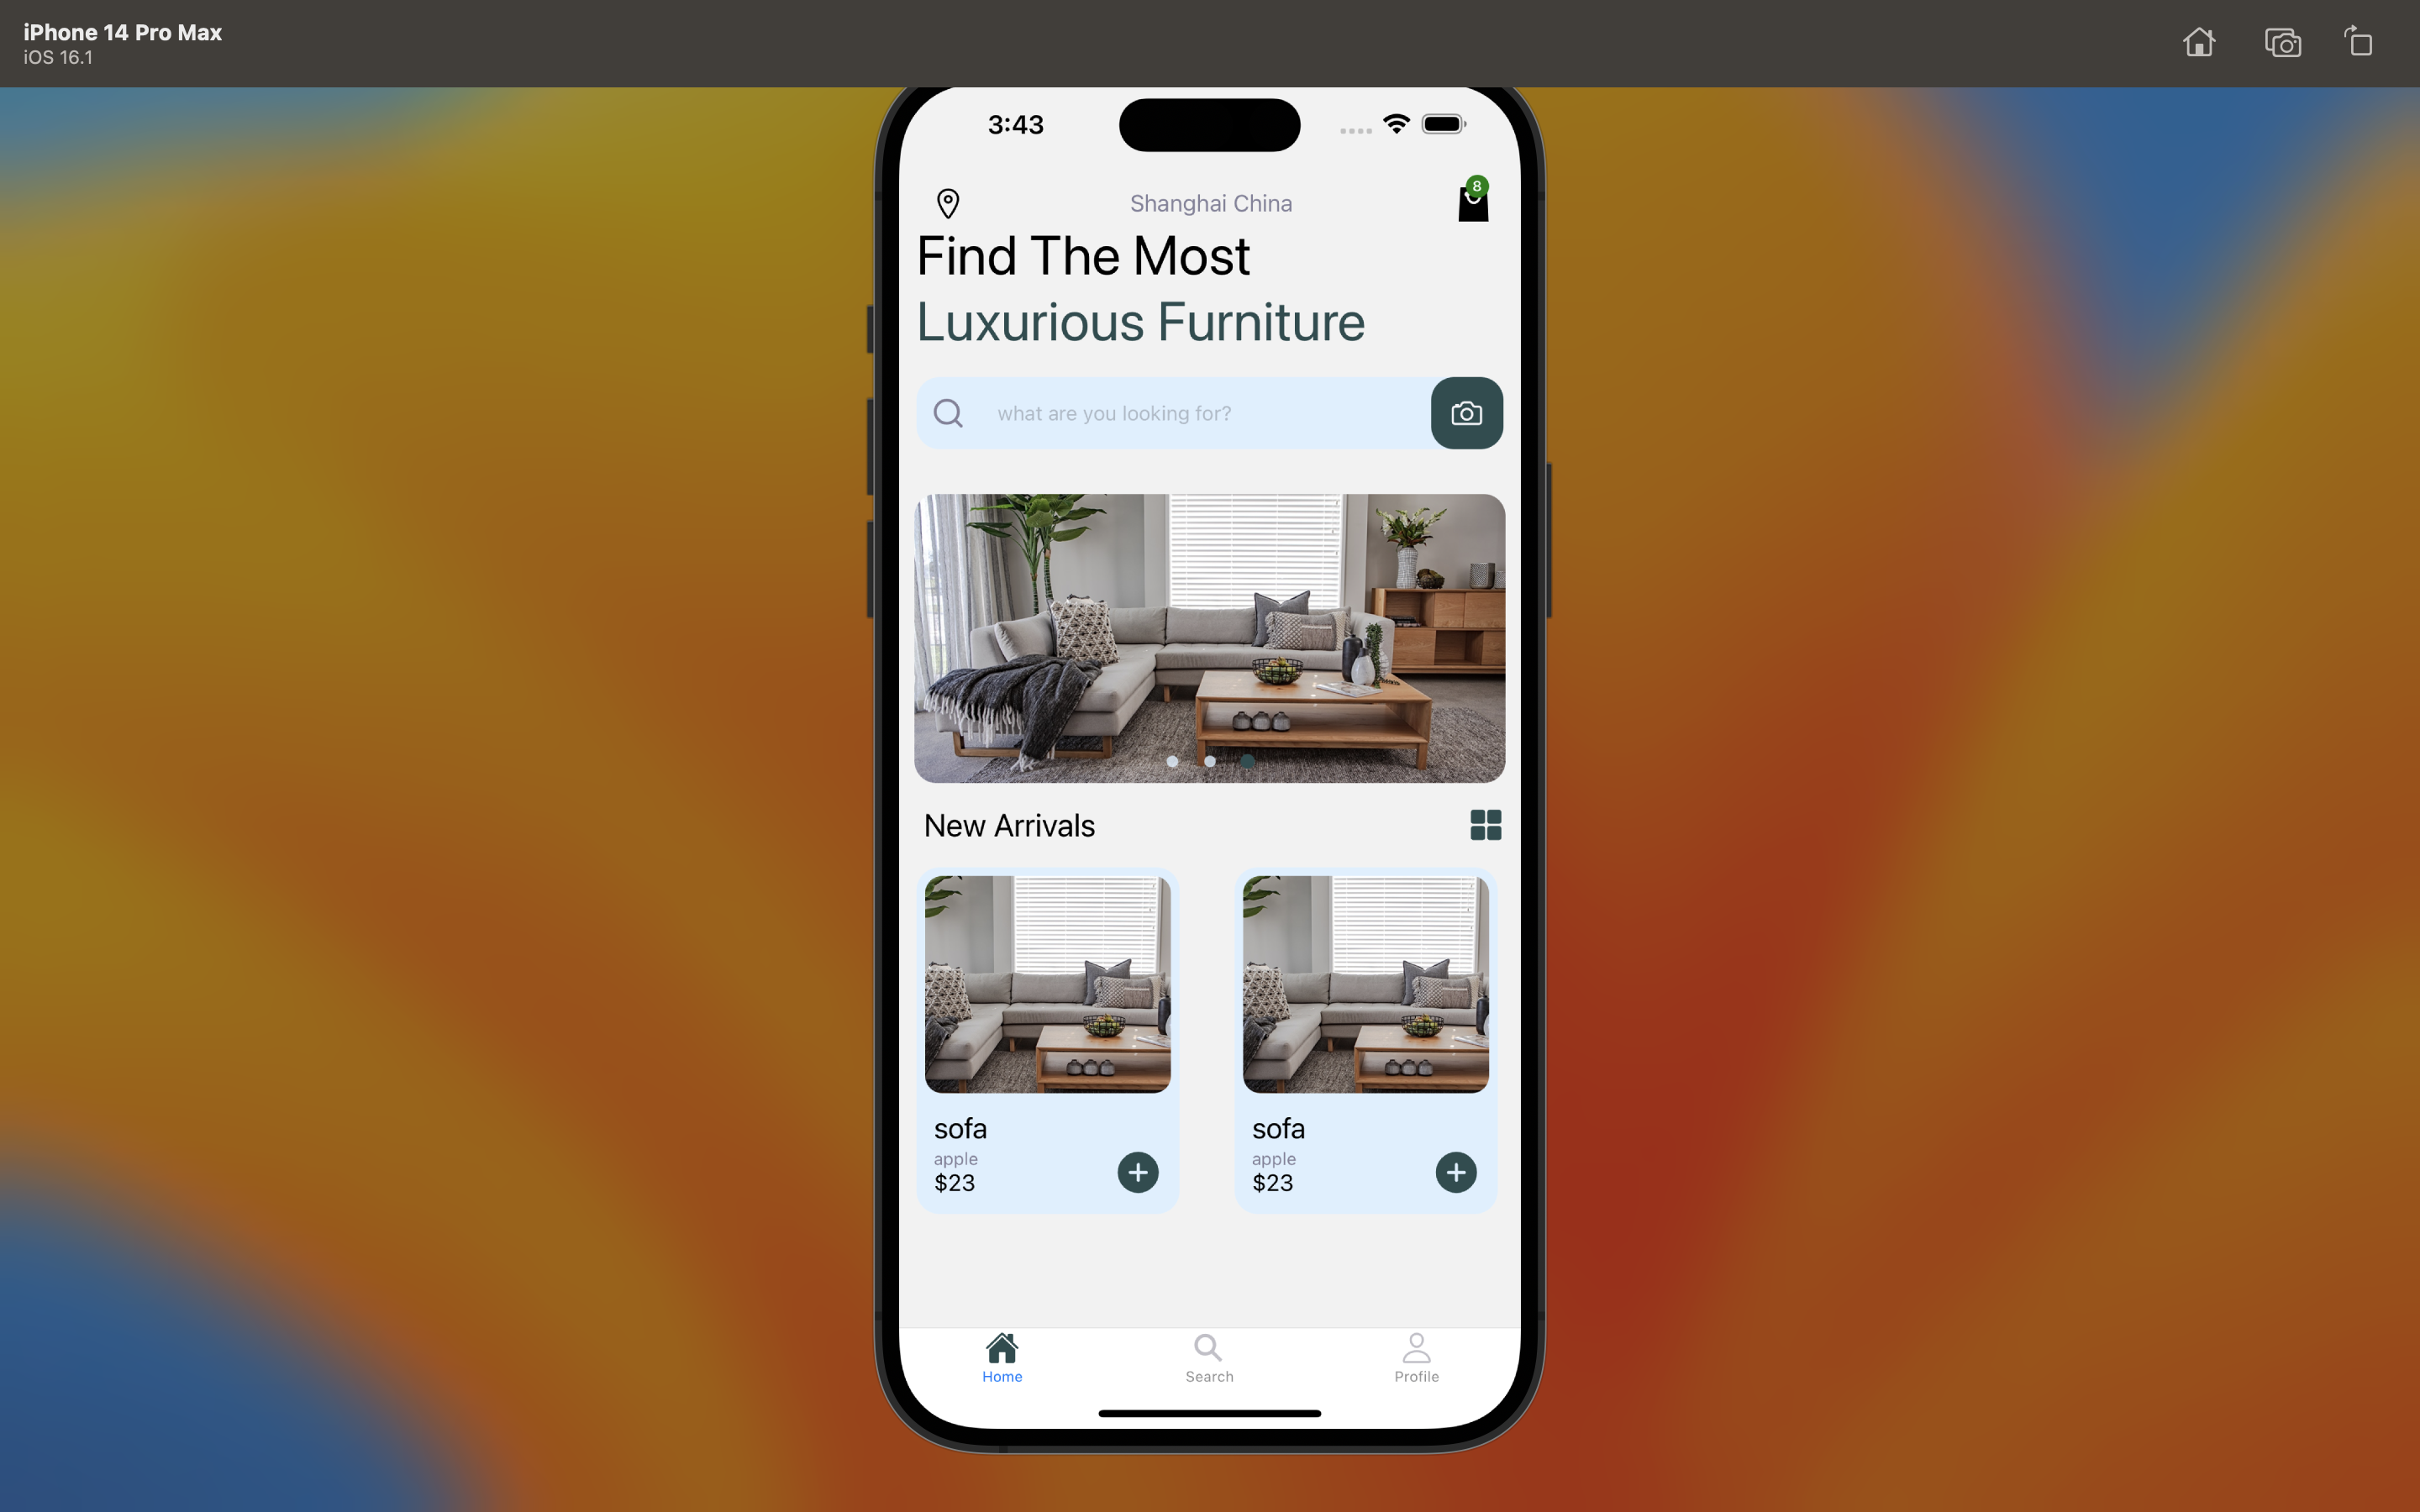 iPhone 14 Pro Max
iOS 16.1
3:43
8
Shanghai China
Find The Most
Luxurious Furniture
what are you looking for?
New Arrivals
sofa
apple
$23
sofa
apple
$23
Home
Search
Profile